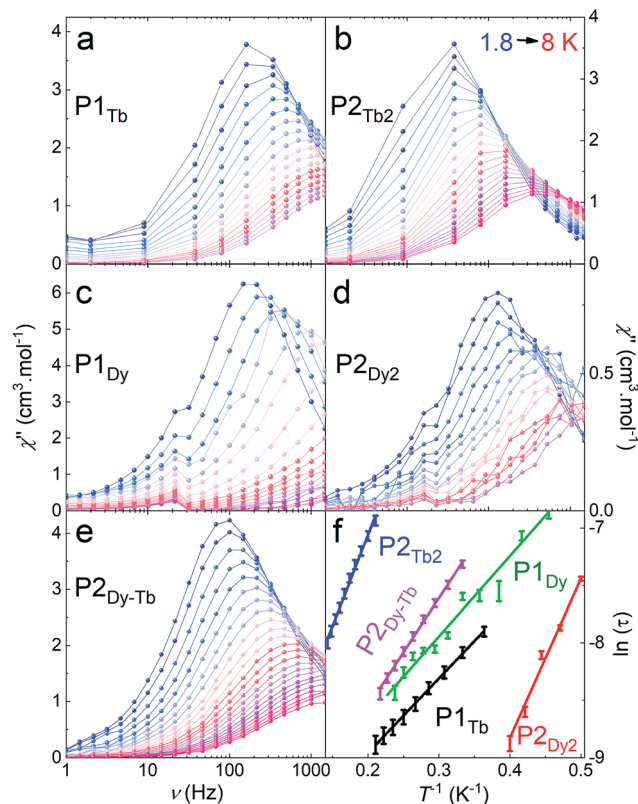 a
P1Tb
b
1.8 → 8 K
P2Tb2
4
3
2
1
0
4
3
2
1
0
c
P1Dy
d
P2Dy2
6
5
4
3
2
1
0
0.5
0.0
χ'' (cm³.mol⁻¹)
χ'' (cm³.mol⁻¹)
e
P2Dy-Tb
f
P2Tb2
P2Dy-Tb
P1Dy
P1Tb
P2Dy2
4
3
2
1
0
-7
-8
-9
ln (τ)
1 10 100 1000
0.2 0.3 0.4 0.5
ν (Hz)
T⁻¹ (K⁻¹)